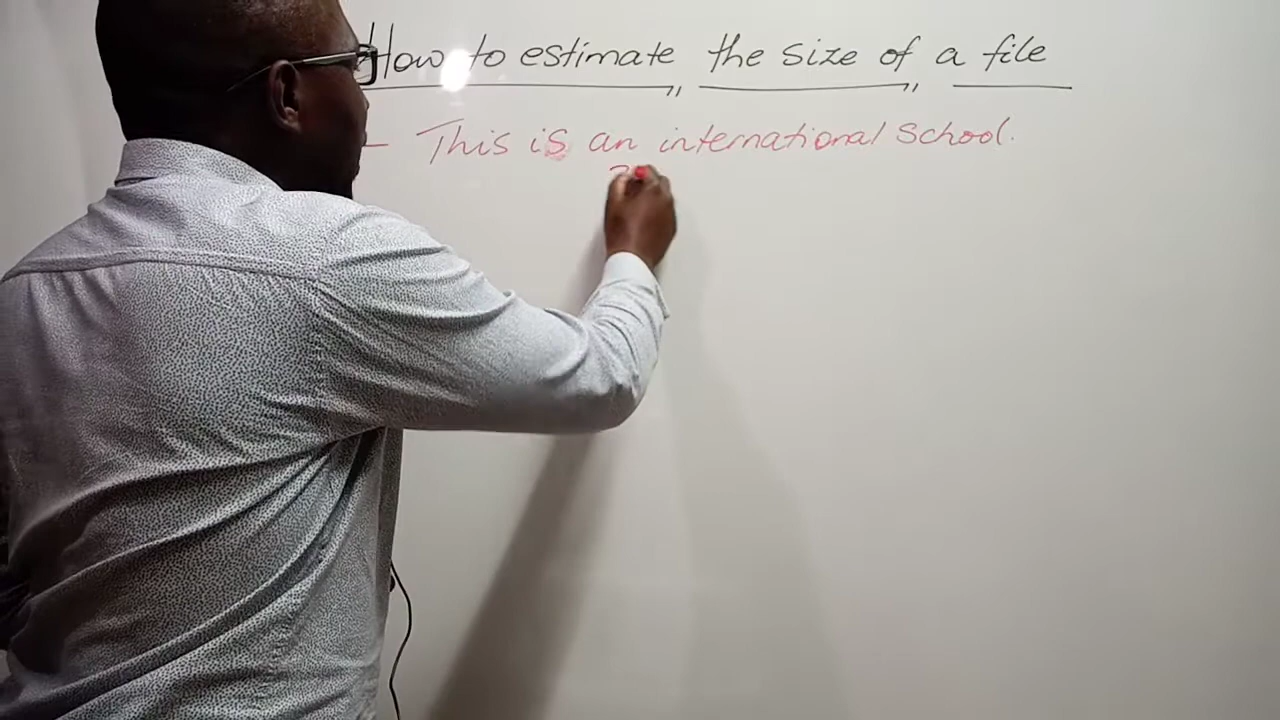 How to estimate the size of a file
- This is an international School.